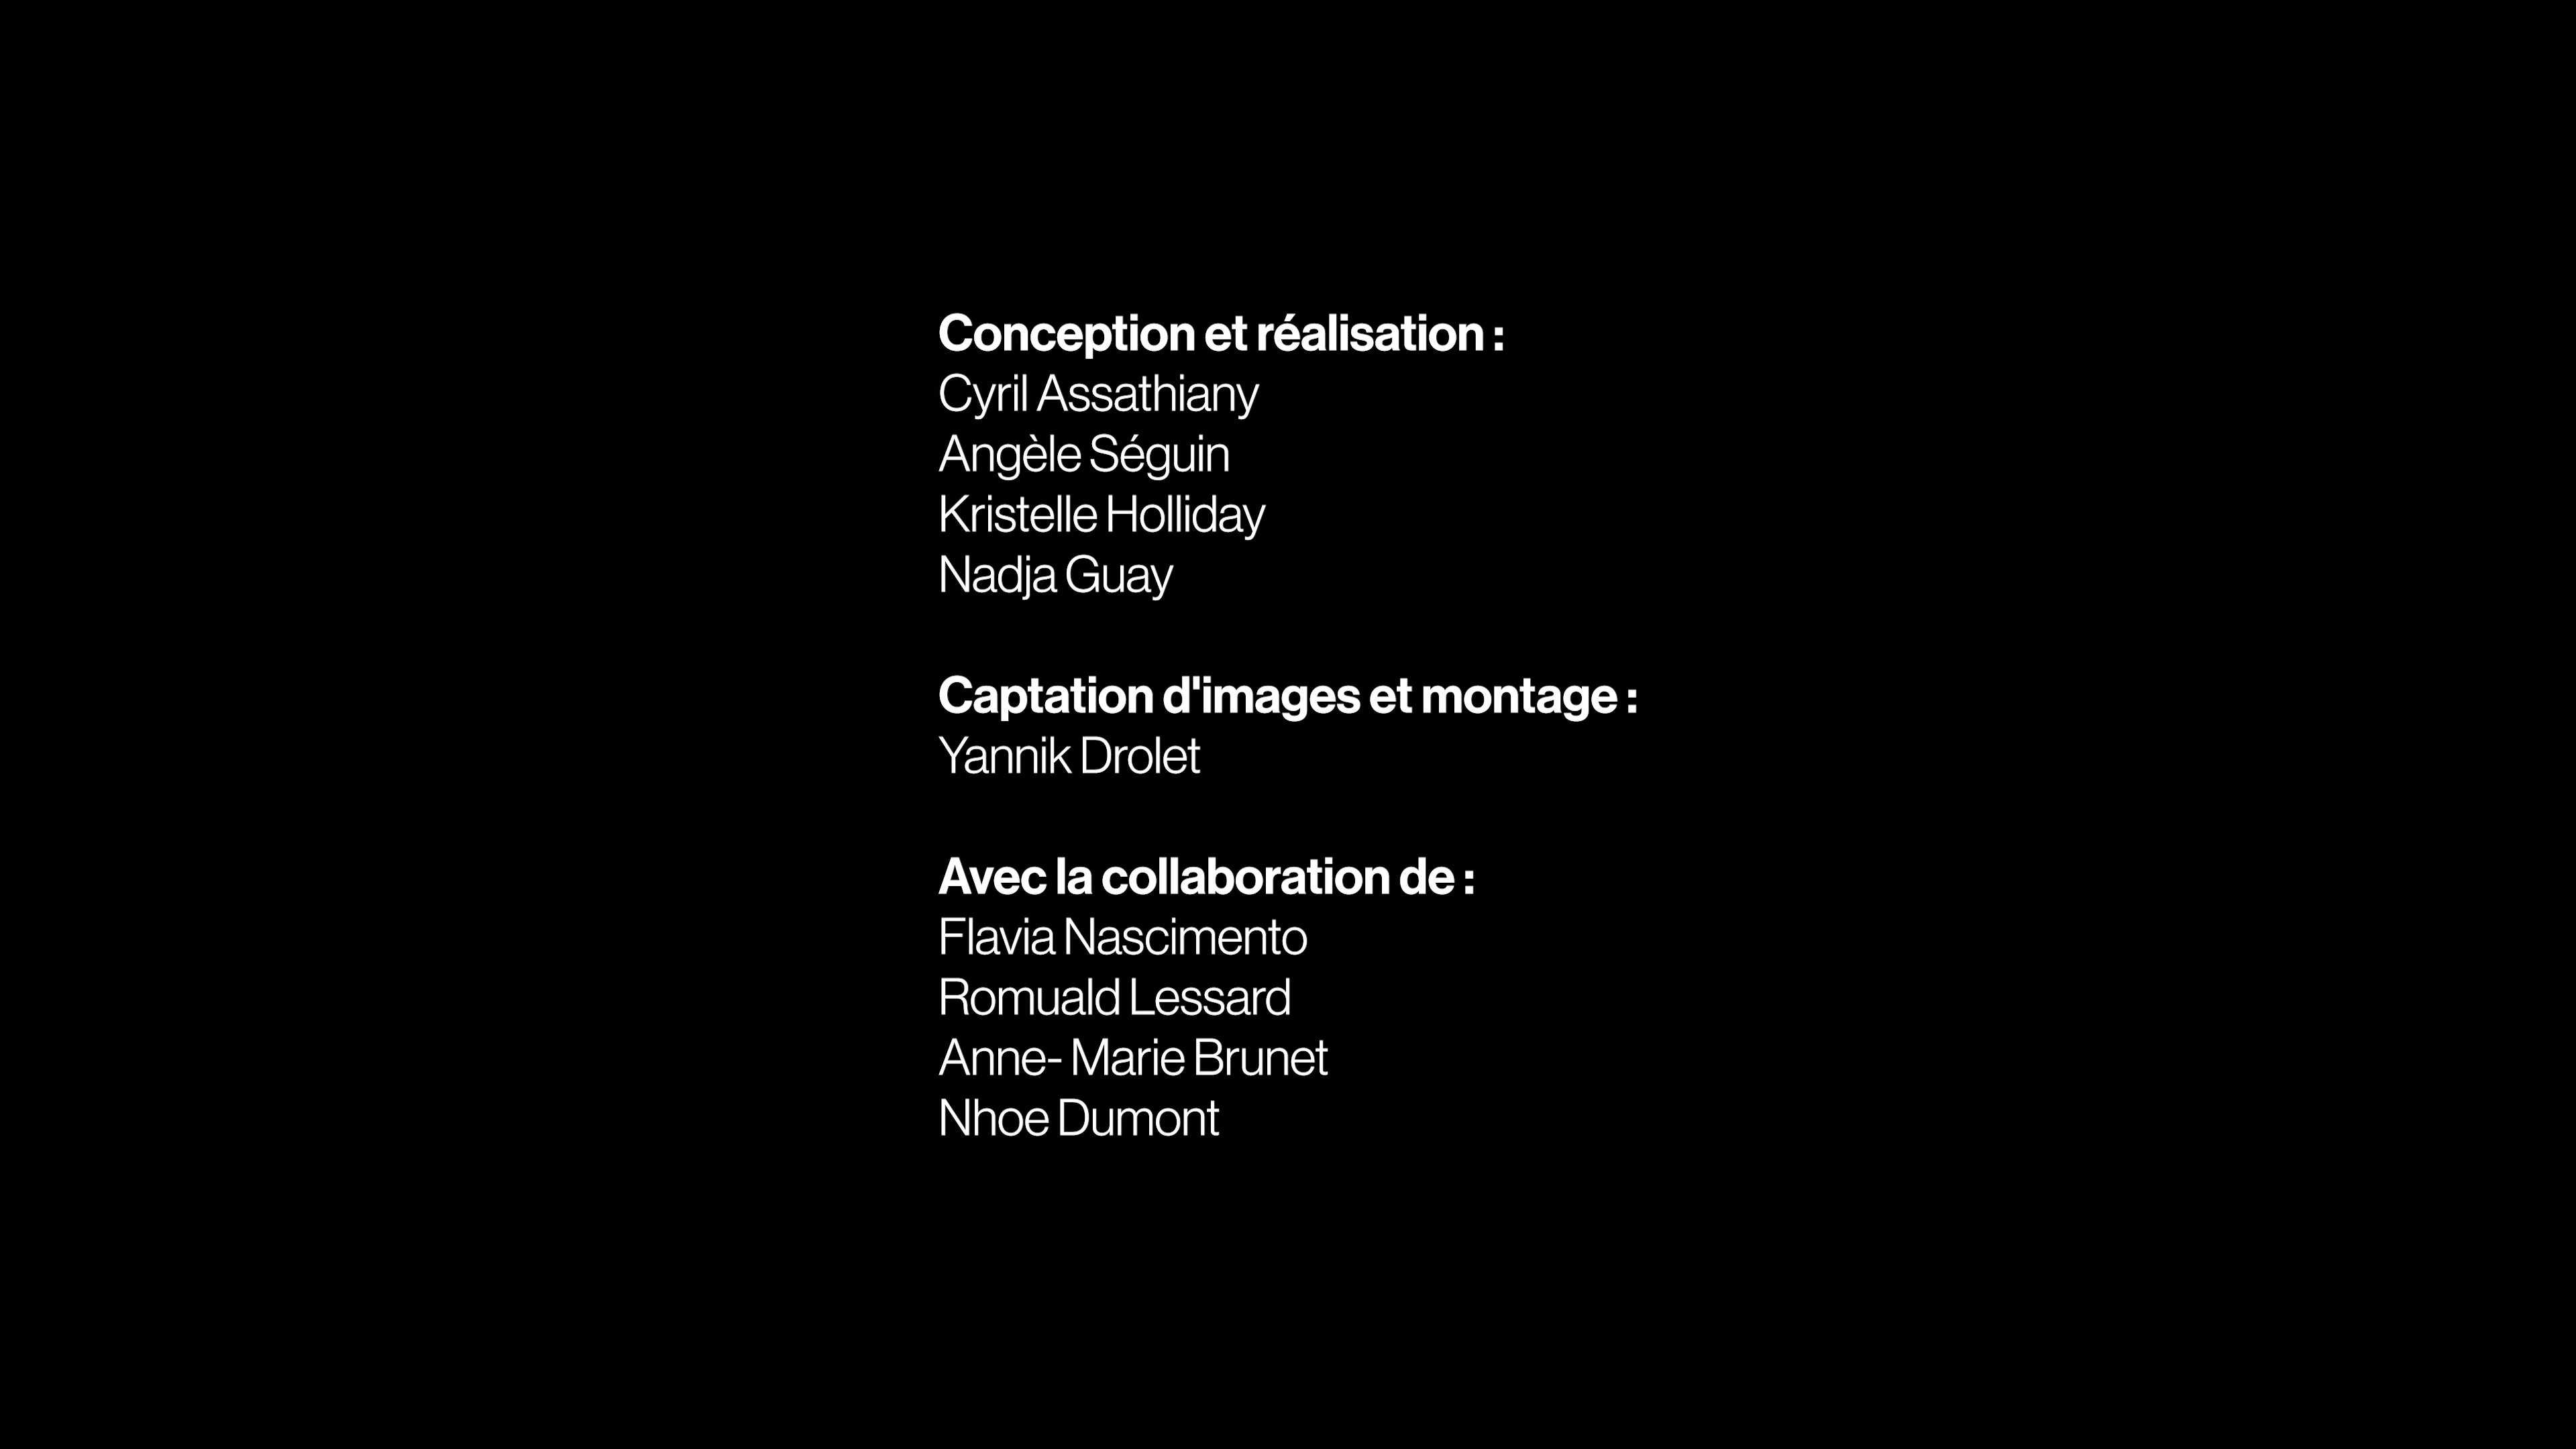 Conception et réalisation :
Cyril Assathiany
Angèle Séguin
Kristelle Holliday
Nadja Guay
Captation d'images et montage :
Yannik Drolet
Avec la collaboration de :
Flavia Nascimento
Romuald Lessard
Anne- Marie Brunet
Nhoe Dumont